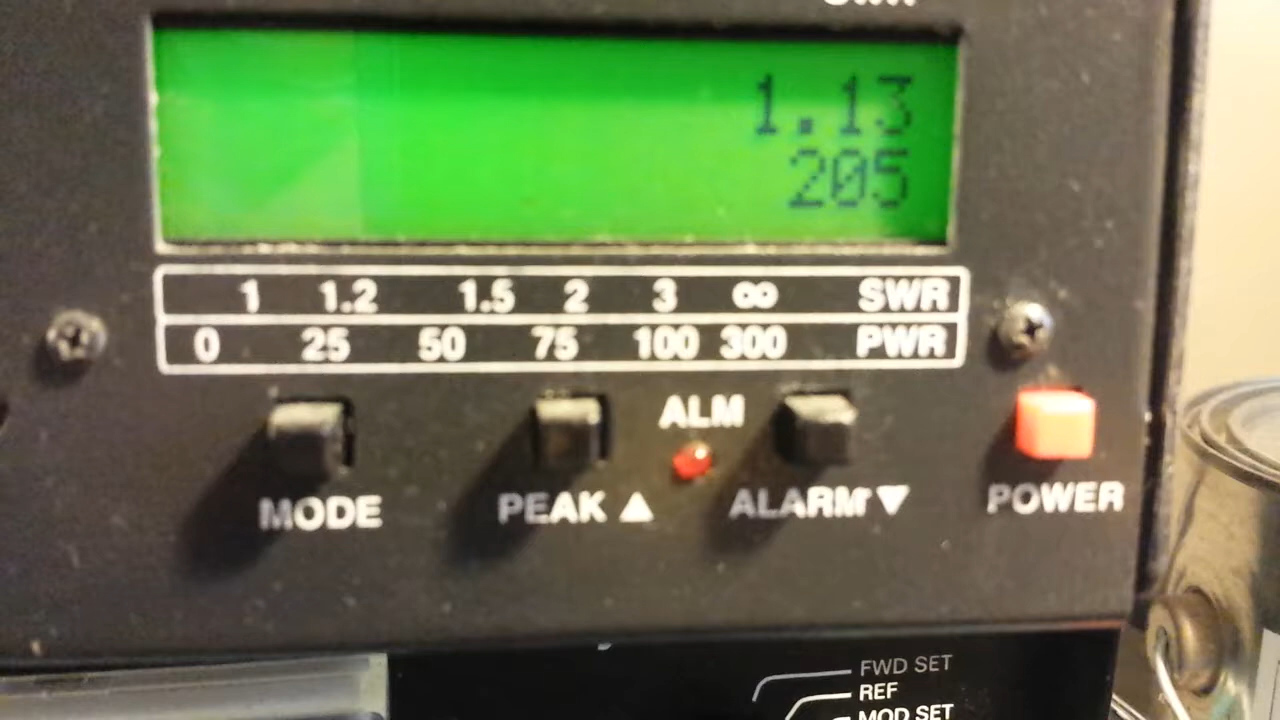 SWR
1.13
205
1 1.2 1.5 2 3 ∞ SWR
0 25 50 75 100 300 PWR
ALM
MODE PEAK ▲ ALARM ▼ POWER
FWD SET
REF
MOD SET